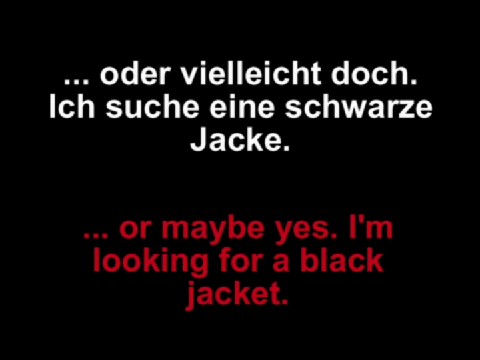 ... oder vielleicht doch.
Ich suche eine schwarze
Jacke.
... or maybe yes. I'm
looking for a black
jacket.